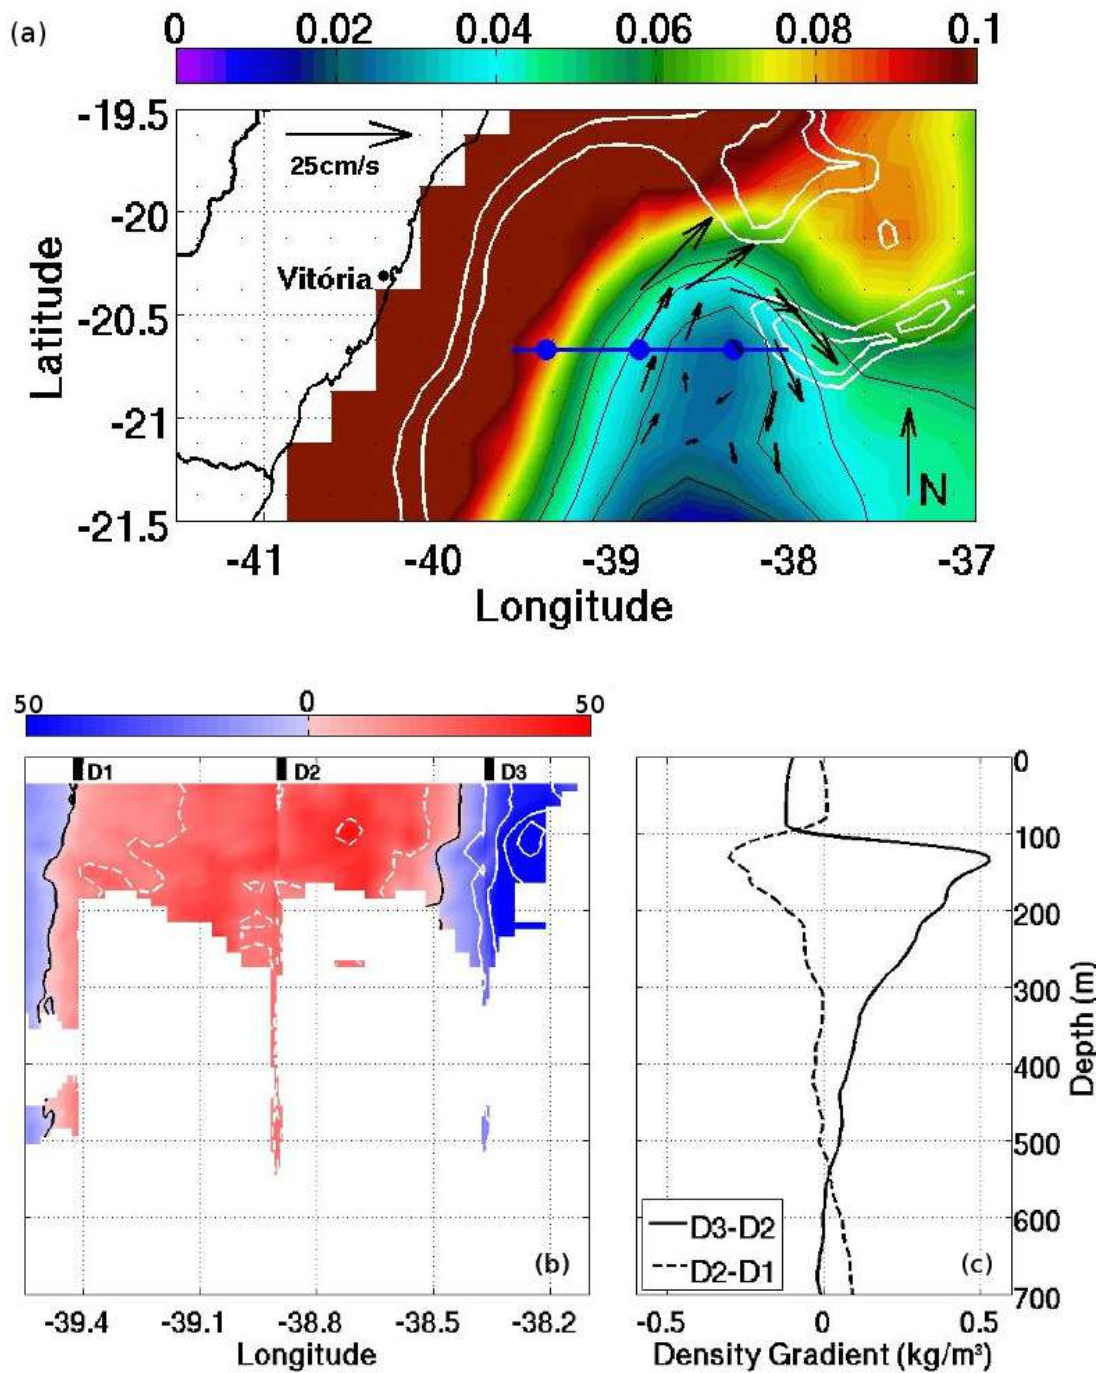 (a)
0 0.02 0.04 0.06 0.08 0.1
-19.5
25cm/s
-20
Vitória
-20.5
-21
N
-21.5
Latitude
-41 -40 -39 -38 -37
Longitude
50 0 50
D1 D2 D3
0
100
200
300
400
500
600
700
Depth (m)
D3-D2
D2-D1
(b)
(c)
-39.4 -39.1 -38.8 -38.5 -38.2
Longitude
-0.5 0 0.5
Density Gradient (kg/m³)